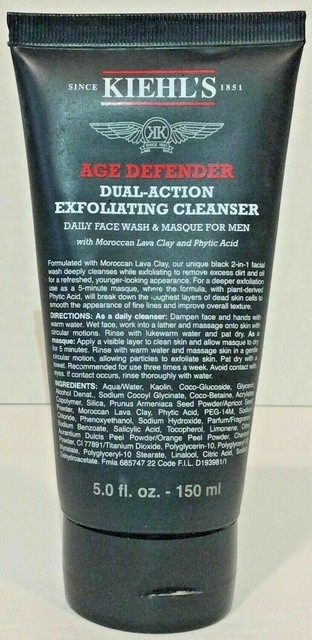 SINCE KIEHL'S 1851
KK
SINCE 1851
AGE DEFENDER
DUAL-ACTION
EXFOLIATING CLEANSER
DAILY FACE WASH & MASQUE FOR MEN
with Moroccan Lava Clay and Phytic Acid
Formulated with Moroccan Lava Clay, our unique black 2-in-1 facial
wash deeply cleanses while exfoliating to remove excess dirt and oil
for a refreshed, younger-looking appearance. For a deeper exfoliation
use as a 5-minute masque, where the formula, with plant-derived
Phytic Acid, will break down the toughest layers of dead skin cells to
smooth the appearance of fine lines and improve overall texture.
DIRECTIONS: As a daily cleanser: Dampen face and hands with
warm water. Wet face, work into a lather and massage onto skin with
circular motions. Rinse with lukewarm water and pat dry. As a
masque: Apply a visible layer to clean skin and allow masque to dry
for 5 minutes. Rinse with warm water and massage skin in a gentle
circular motion, allowing particles to exfoliate skin. Pat dry with a
towel. Recommended for use three times a week. Avoid contact with
eyes. If contact occurs, rinse thoroughly with water.
INGREDIENTS: Aqua/Water, Kaolin, Coco-Glucoside, Glycerin,
Alcohol Denat., Sodium Cocoyl Glycinate, Coco-Betaine, Acrylates
Copolymer, Silica, Prunus Armeniaca Seed Powder/Apricot Seed
Powder, Moroccan Lava Clay, Phytic Acid, PEG-14M, Sodium
Chloride, Phenoxyethanol, Sodium Hydroxide, Parfum/Fragrance,
Sodium Benzoate, Salicylic Acid, Tocopherol, Limonene, Citrus
Aurantium Dulcis Peel Powder/Orange Peel Powder, Charcoal
Powder, CI 77891/Titanium Dioxide, Polyglycerin-10, Polyglyceryl-10
Myristate, Polyglyceryl-10 Stearate, Linalool, Citric Acid, Sodium
Dehydroacetate. Fmla 685747 22 Code F.I.L. D193981/1
5.0 fl. oz. - 150 ml